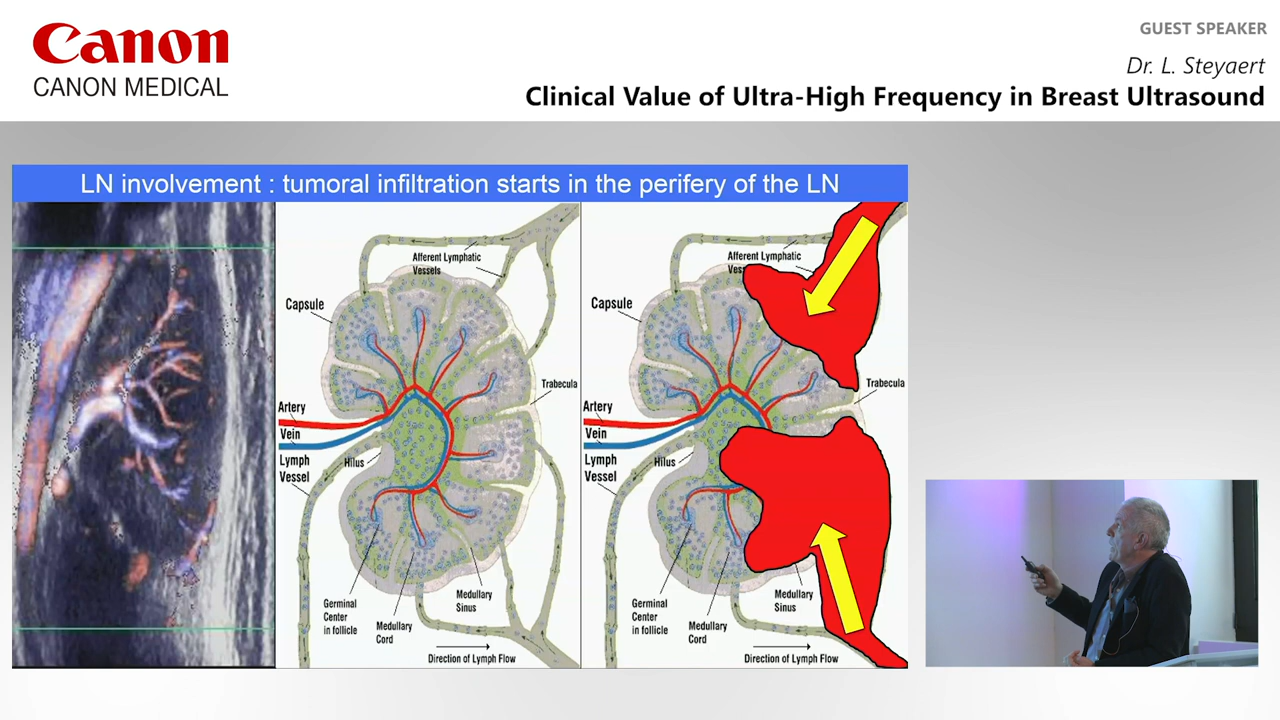 Canon
CANON MEDICAL
GUEST SPEAKER
Dr. L. Steyaert
Clinical Value of Ultra-High Frequency in Breast Ultrasound
LN involvement : tumoral infiltration starts in the perifery of the LN
Afferent Lymphatic
Vessels
Capsule
Trabecula
Artery
Vein
Lymph
Vessel
Hilus
Germinal
Center
in follicle
Medullary
Cord
Medullary
Sinus
Direction of Lymph Flow
Afferent Lymphatic
Vess
Capsule
Trabecula
Artery
Vein
Lymph
Vessel
Hilus
Germinal
Center
in follicle
Medullary
Cord
Medullary
Sinus
Direction of Lymph Flow